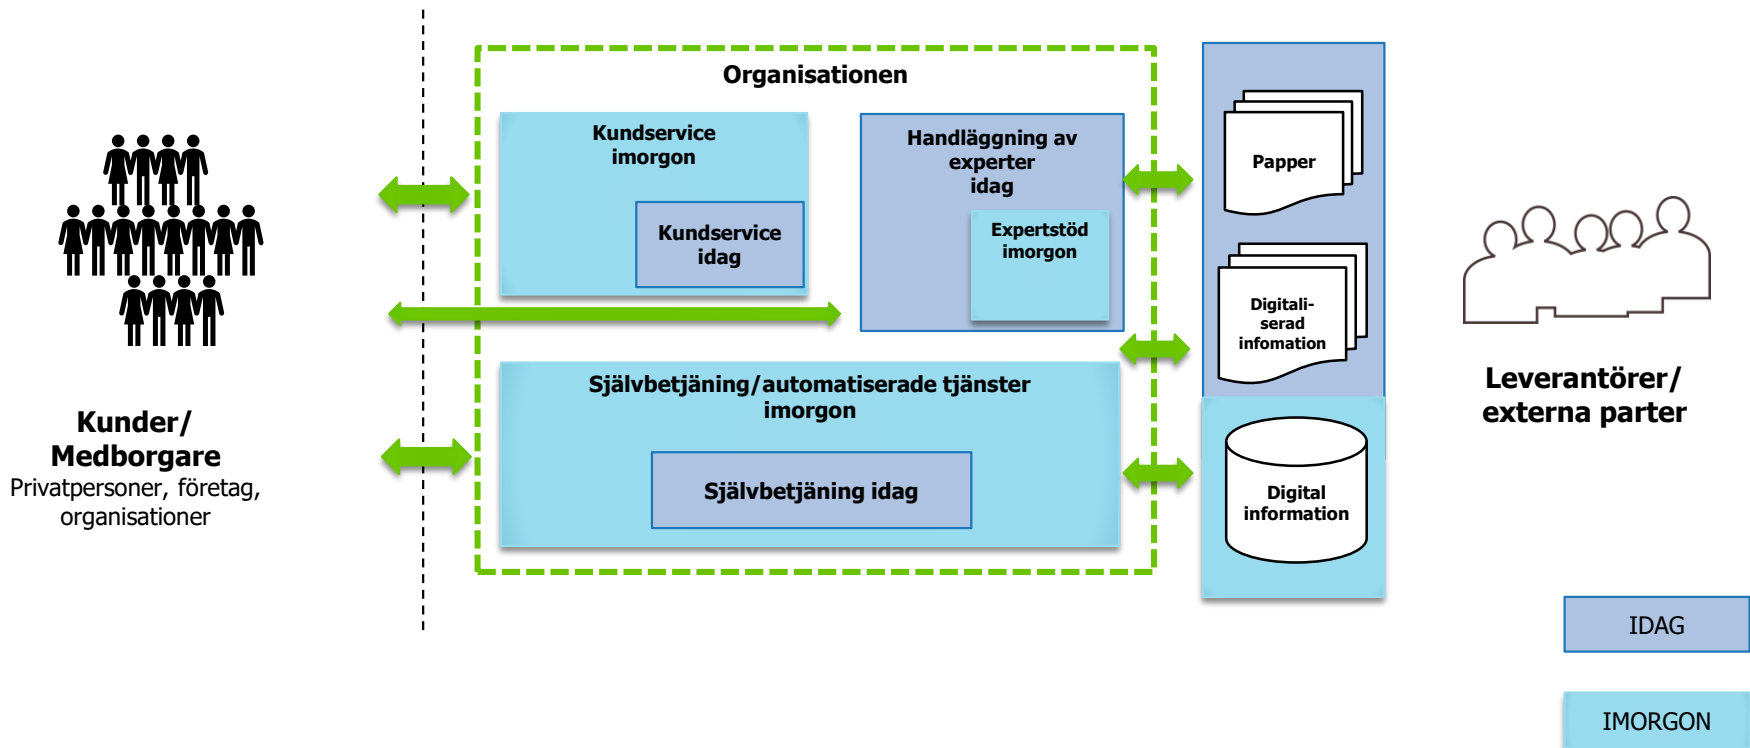 Organisationen
Kundservice
imorgon
Kundservice
idag
Handläggning av
experter
idag
Expertstöd
imorgon
Självbetjäning/automatiserade tjänster
imorgon
Självbetjäning idag
Papper
Digitali-
serad
infomation
Digital
information
Kunder/
Medborgare
Privatpersoner, företag,
organisationer
Leverantörer/
externa parter
IDAG
IMORGON